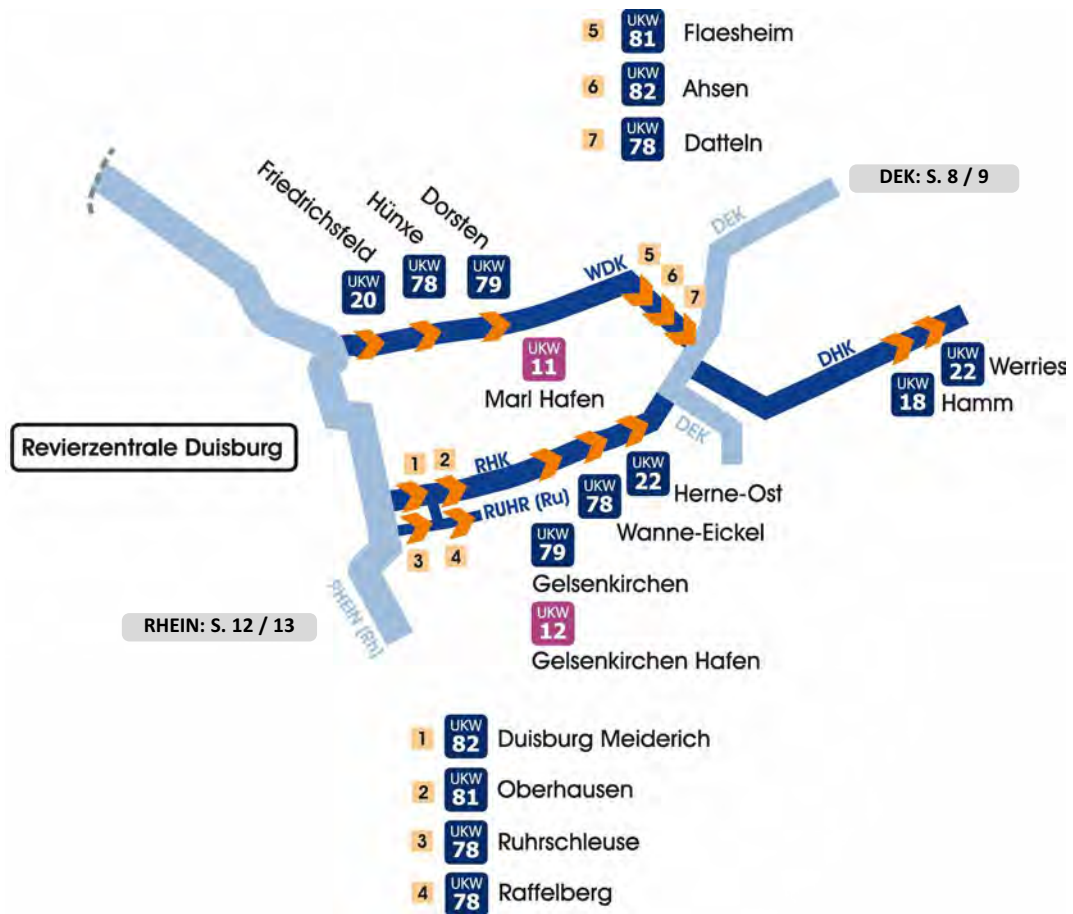 5 UKW 81 Flaesheim
6 UKW 82 Ahsen
7 UKW 78 Datteln
DEK: S. 8 / 9
DEK
Friedrichsfeld
UKW 20
Hünxe
UKW 78
Dorsten
UKW 79
WDK
5
6
7
UKW 11
Marl Hafen
DHK
UKW 22 Werries
UKW 18 Hamm
DEK
Revierzentrale Duisburg
1
2
RHK
RUHR (Ru)
3
4
UKW 22 Herne-Ost
UKW 78
Wanne-Eickel
UKW 79
Gelsenkirchen
UKW 12
Gelsenkirchen Hafen
RHEIN (Rh)
RHEIN: S. 12 / 13
1 UKW 82 Duisburg Meiderich
2 UKW 81 Oberhausen
3 UKW 78 Ruhrschleuse
4 UKW 78 Raffelberg